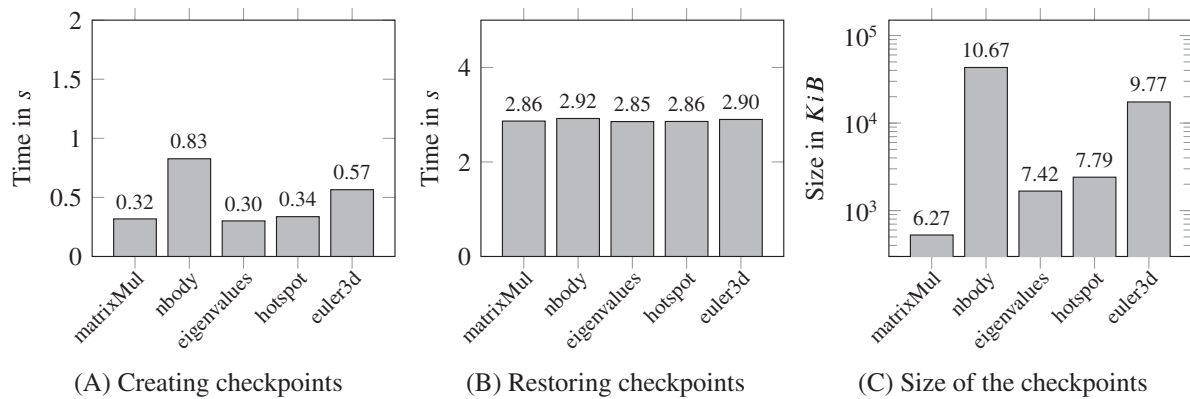 Time in s
2
1.5
1
0.5
0
0.32
0.83
0.30
0.34
0.57
matrixMul
nbody
eigenvalues
hotspot
euler3d
(A) Creating checkpoints
Time in s
4
2
0
2.86
2.92
2.85
2.86
2.90
matrixMul
nbody
eigenvalues
hotspot
euler3d
(B) Restoring checkpoints
Size in KiB
10^5
10^4
10^3
6.27
10.67
7.42
7.79
9.77
matrixMul
nbody
eigenvalues
hotspot
euler3d
(C) Size of the checkpoints